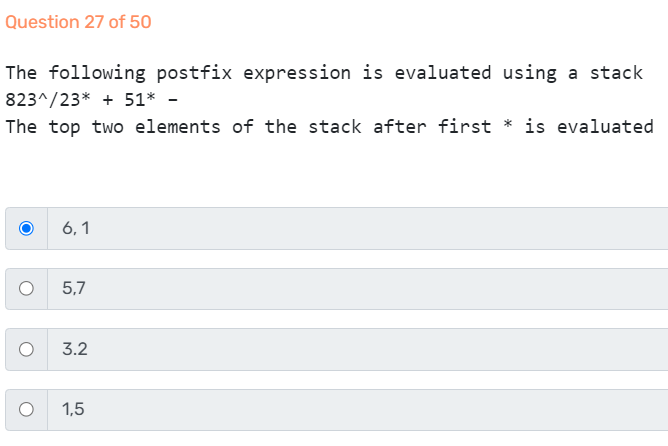 Question 27 of 50
The following postfix expression is evaluated using a stack
823^/23* + 51* –
The top two elements of the stack after first * is evaluated
6, 1
5,7
3.2
1,5